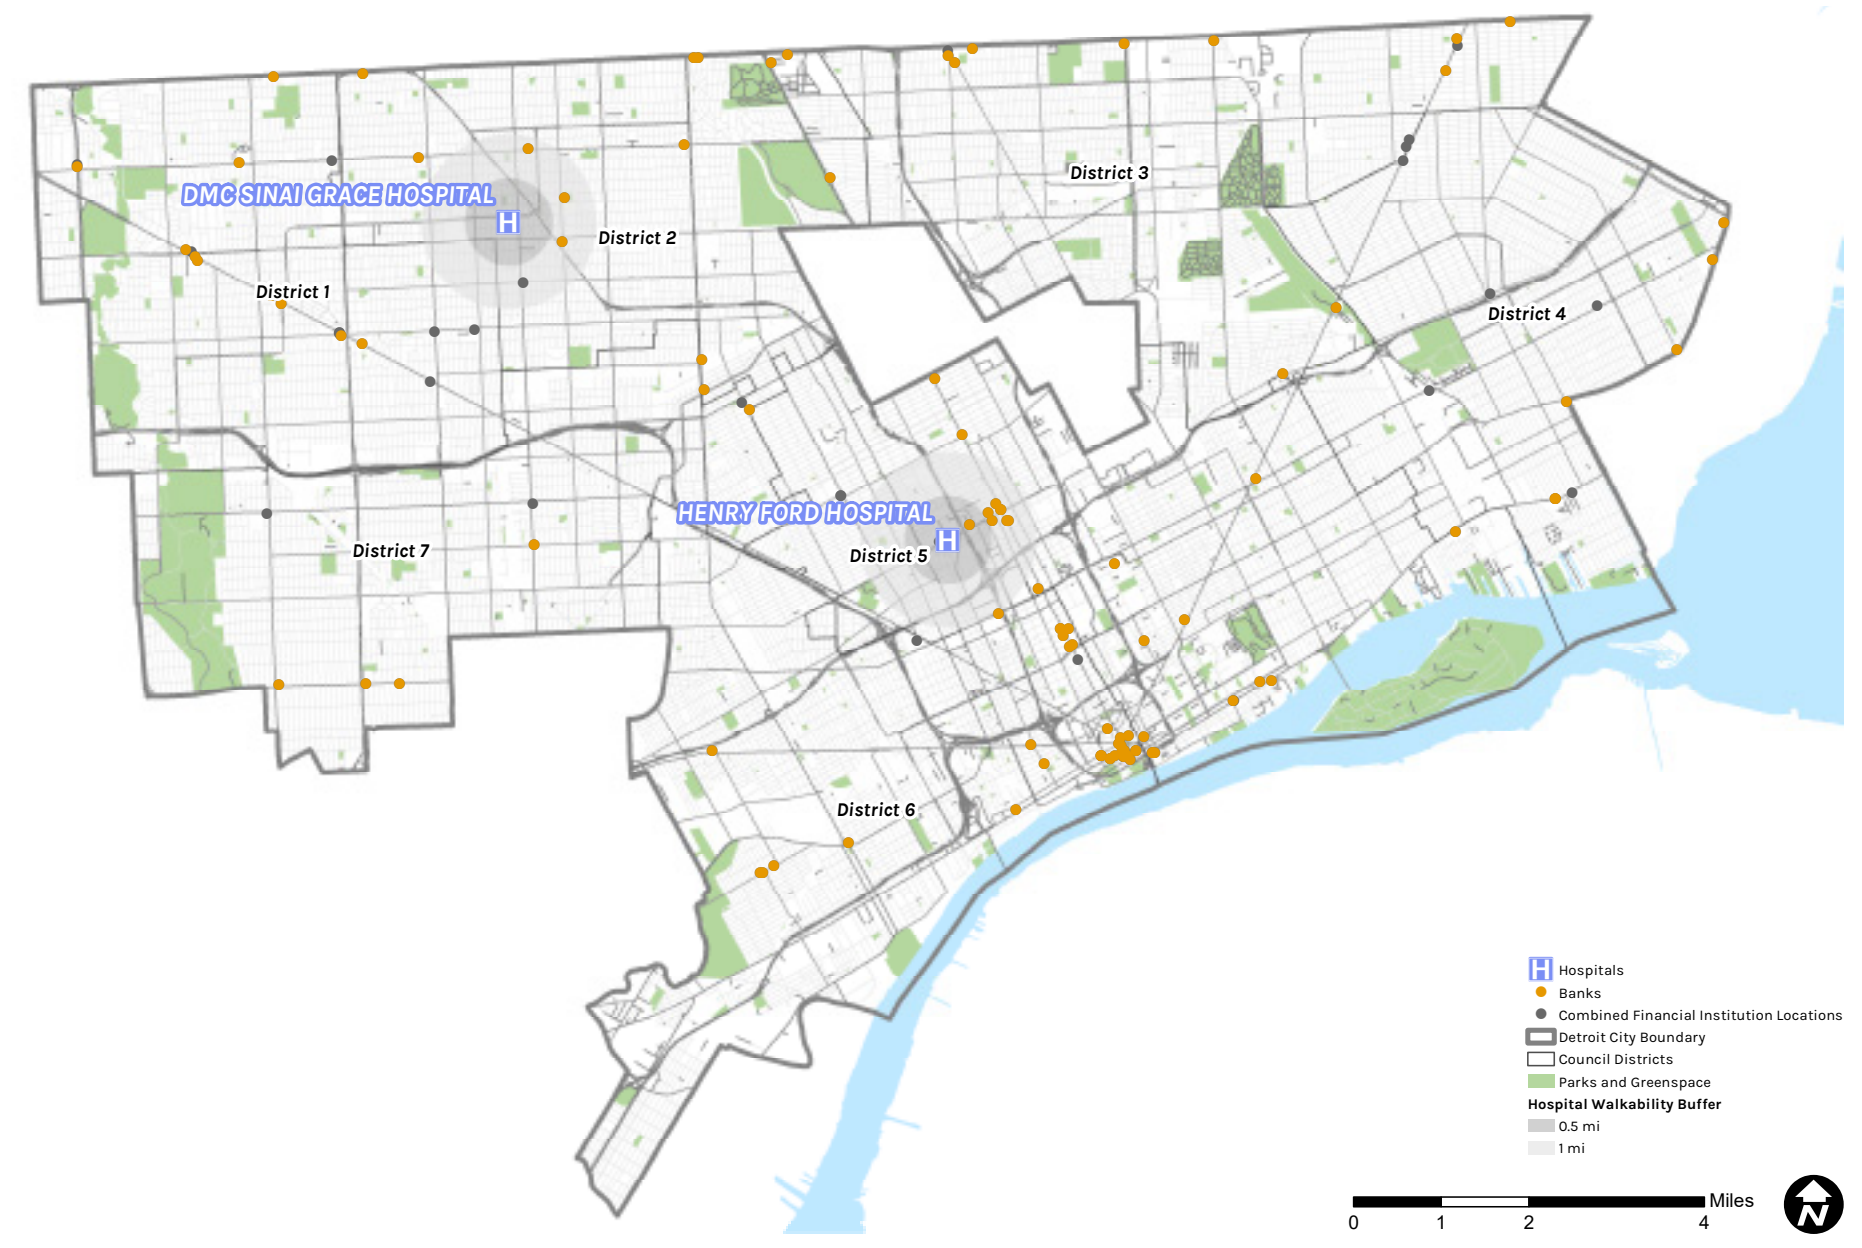 District 3
DMC SINAI GRACE HOSPITAL
H
District 2
District 1
District 4
HENRY FORD HOSPITAL
H
District 7
District 5
District 6
H Hospitals
Banks
Combined Financial Institution Locations
Detroit City Boundary
Council Districts
Parks and Greenspace
Hospital Walkability Buffer
0.5 mi
1 mi
Miles
0 1 2 4
N